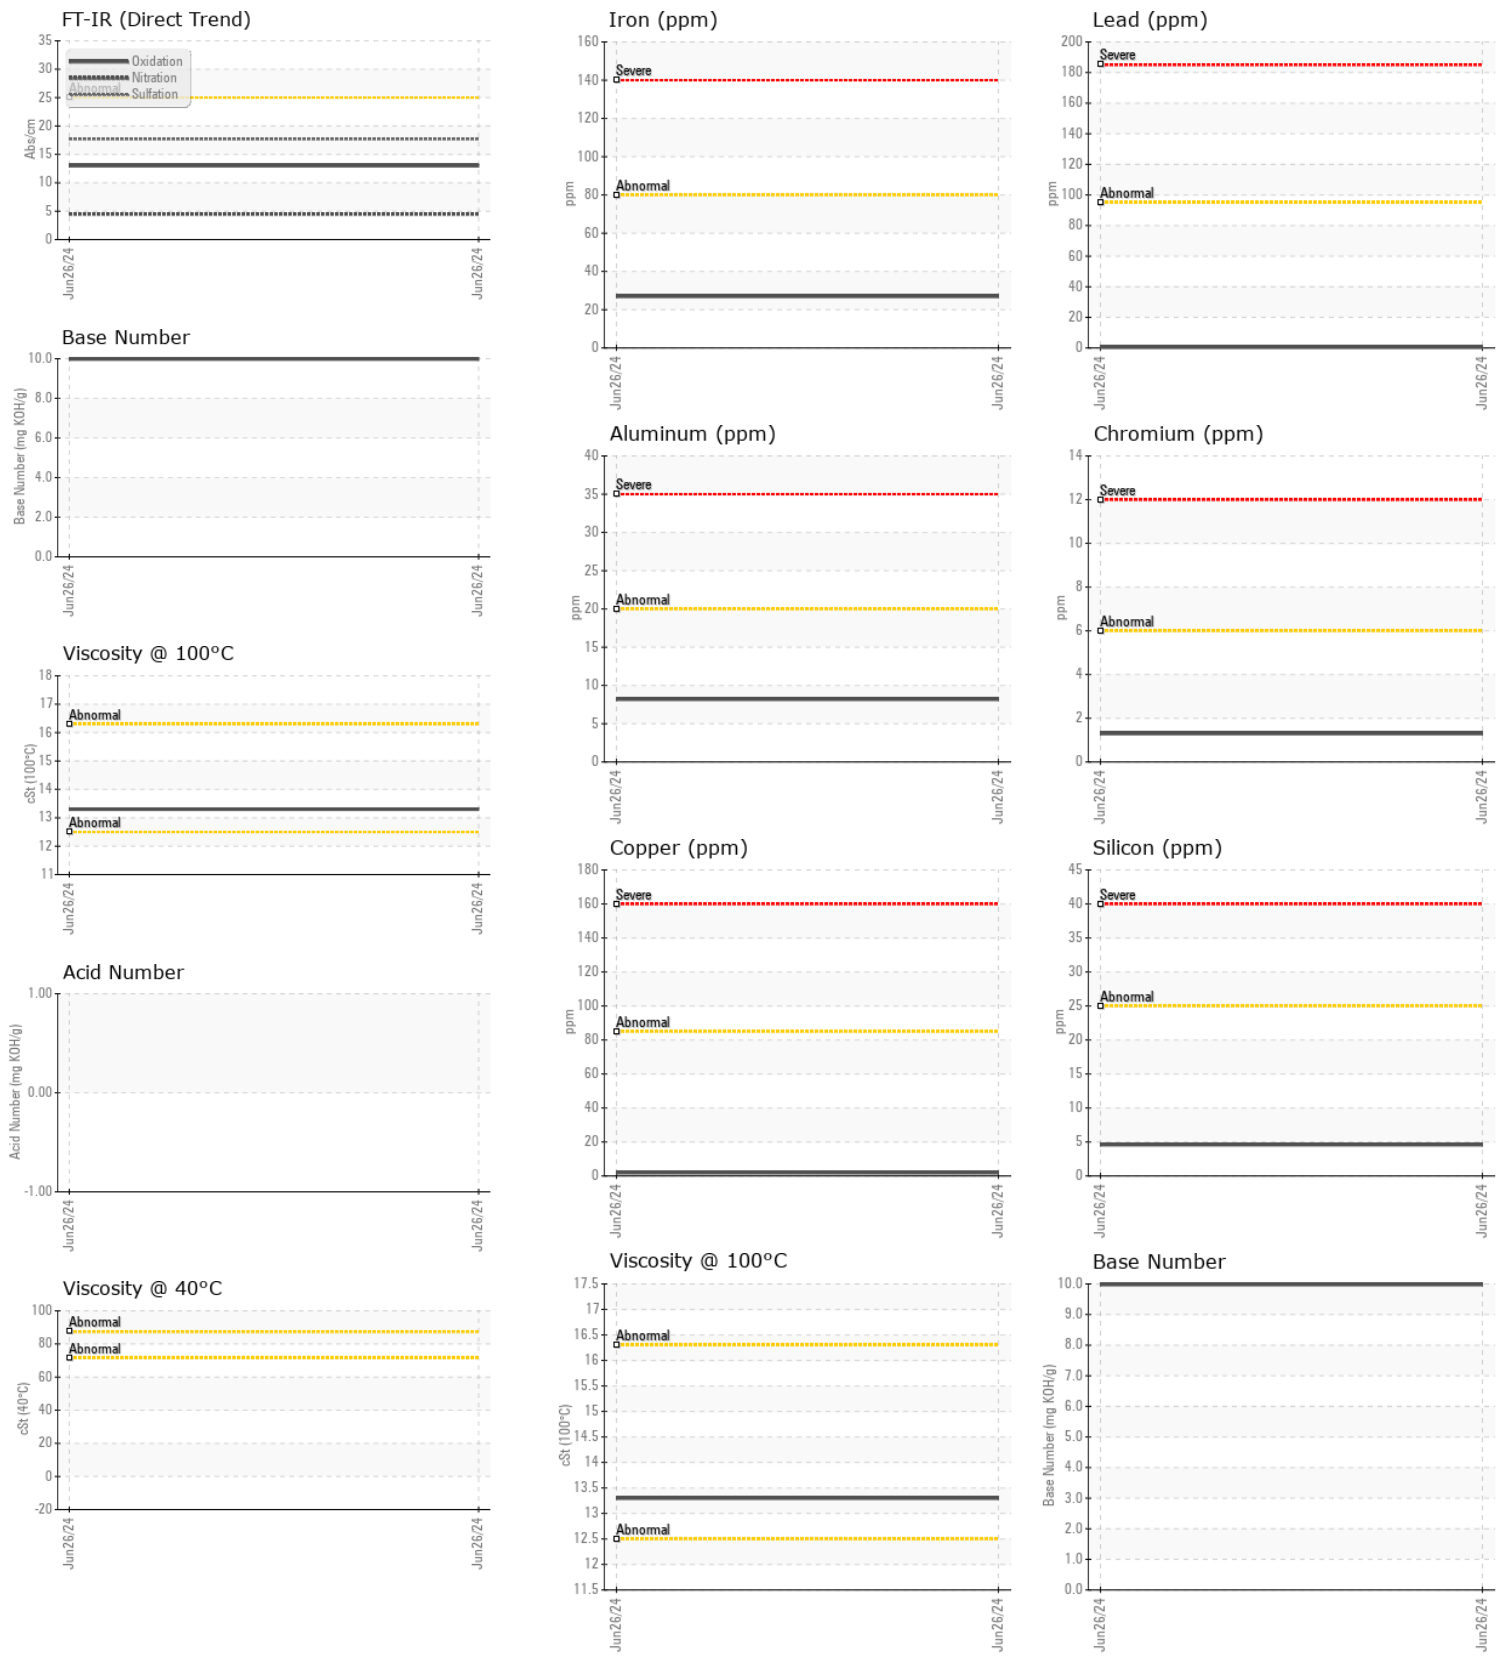 FT-IR (Direct Trend)
35
30
25
20
15
10
5
0
Abs/cm
Oxidation
Nitration
Sulfation
Abnormal
Jun26/24
Jun26/24
Base Number
10.0
8.0
6.0
4.0
2.0
0.0
Base Number (mg KOH/g)
Jun26/24
Jun26/24
Viscosity @ 100°C
18
17
16
15
14
13
12
11
cSt (100°C)
Abnormal
Abnormal
Jun26/24
Jun26/24
Acid Number
1.00
0.00
-1.00
Acid Number (mg KOH/g)
Jun26/24
Jun26/24
Viscosity @ 40°C
100
80
60
40
20
0
-20
cSt (40°C)
Abnormal
Abnormal
Jun26/24
Jun26/24
Iron (ppm)
160
140
120
100
80
60
40
20
0
ppm
Severe
Abnormal
Jun26/24
Jun26/24
Lead (ppm)
200
180
160
140
120
100
80
60
40
20
0
ppm
Severe
Abnormal
Jun26/24
Jun26/24
Aluminum (ppm)
40
35
30
25
20
15
10
5
0
ppm
Severe
Abnormal
Jun26/24
Jun26/24
Chromium (ppm)
14
12
10
8
6
4
2
0
ppm
Severe
Abnormal
Jun26/24
Jun26/24
Copper (ppm)
180
160
140
120
100
80
60
40
20
0
ppm
Severe
Abnormal
Jun26/24
Jun26/24
Silicon (ppm)
45
40
35
30
25
20
15
10
5
0
ppm
Severe
Abnormal
Jun26/24
Jun26/24
Viscosity @ 100°C
17.5
17
16.5
16
15.5
15
14.5
14
13.5
13
12.5
12
11.5
cSt (100°C)
Abnormal
Abnormal
Jun26/24
Jun26/24
Base Number
10.0
9.0
8.0
7.0
6.0
5.0
4.0
3.0
2.0
1.0
0.0
Base Number (mg KOH/g)
Jun26/24
Jun26/24